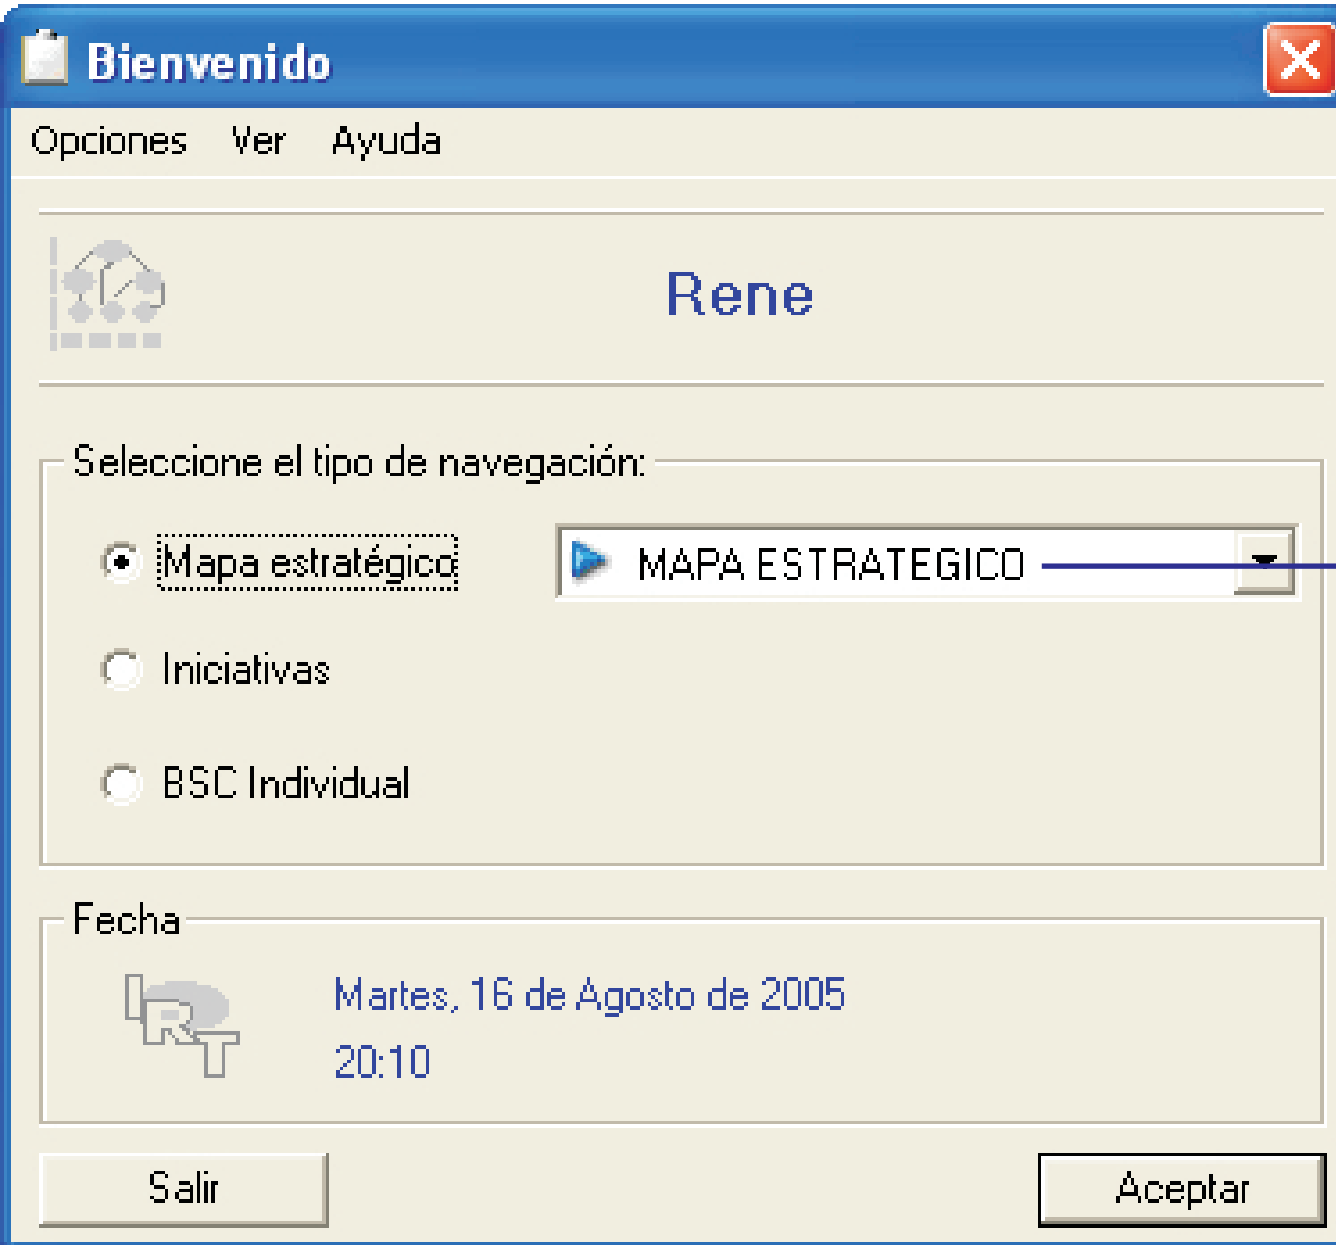 Bienvenido
Opciones Ver Ayuda
Rene
Seleccione el tipo de navegación:
Mapa estratégico MAPA ESTRATEGICO
Iniciativas
BSC Individual
Fecha
IRT
Martes, 16 de Agosto de 2005
20:10
Salir Aceptar